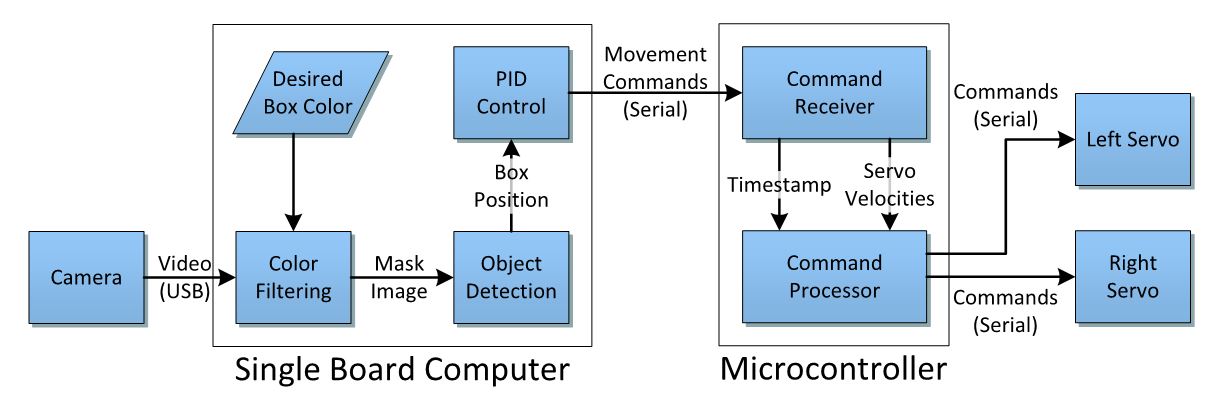 Desired
Box Color
PID
Control
Movement
Commands
(Serial)
Command
Receiver
Commands
(Serial)
Left Servo
Box
Position
Timestamp
Servo
Velocities
Camera
Video
(USB)
Color
Filtering
Mask
Image
Object
Detection
Command
Processor
Commands
(Serial)
Right
Servo
Single Board Computer
Microcontroller